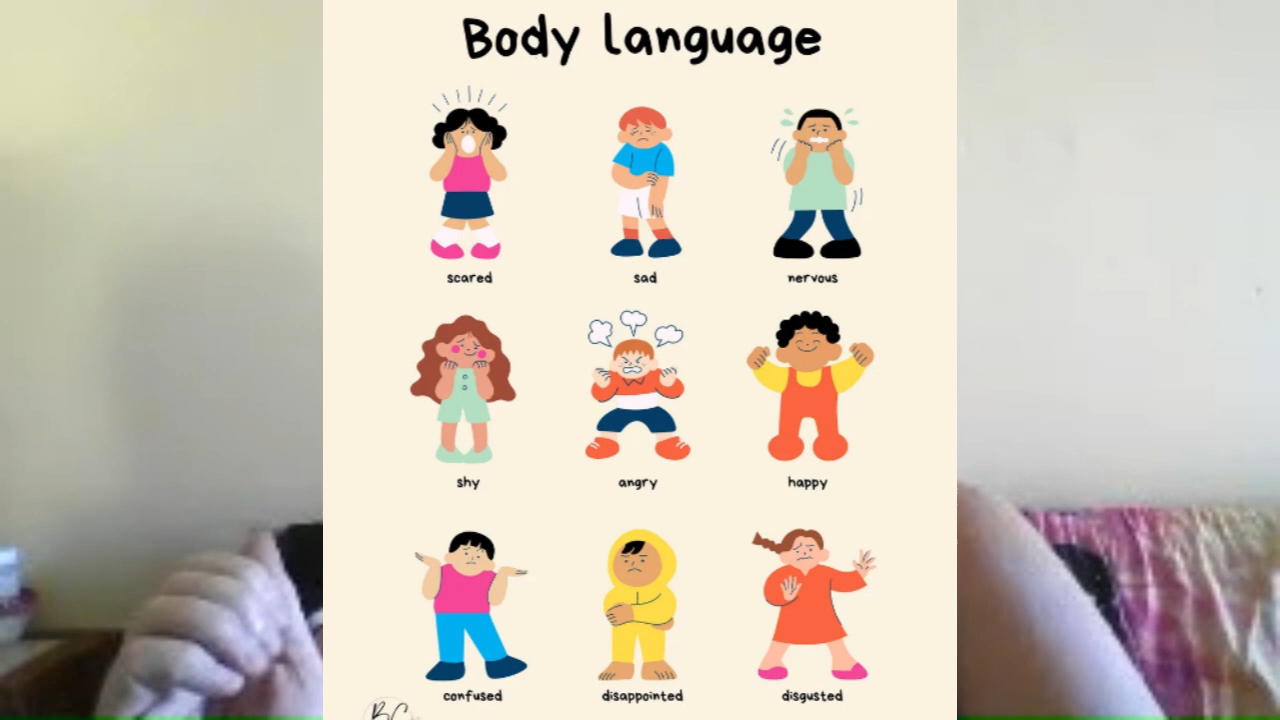 Body language
scared sad nervous
shy angry happy
confused disappointed disgusted